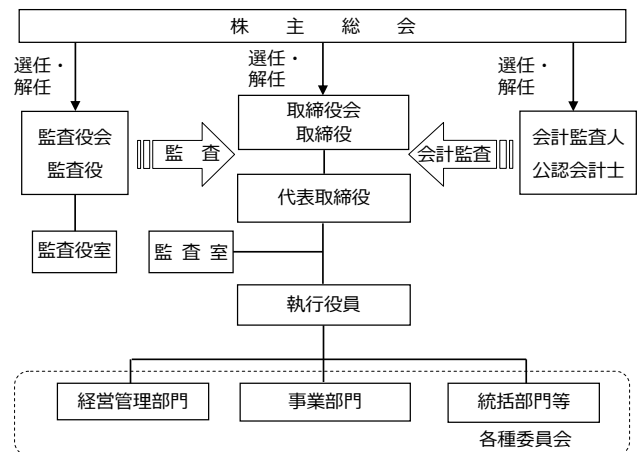 株 主 総 会
選任・
解任
選任・
解任
選任・
解任
監査役会
監査役
監 査
取締役会
取締役
会計監査
会計監査人
公認会計士
代表取締役
監査役室
監 査 室
執行役員
経営管理部門
事業部門
統括部門等
各種委員会